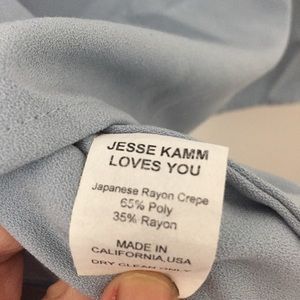 JESSE KAMM
LOVES YOU
Japanese Rayon Crepe
65% Poly
35% Rayon
MADE IN
CALIFORNIA,USA
DRY CLEAN ONLY